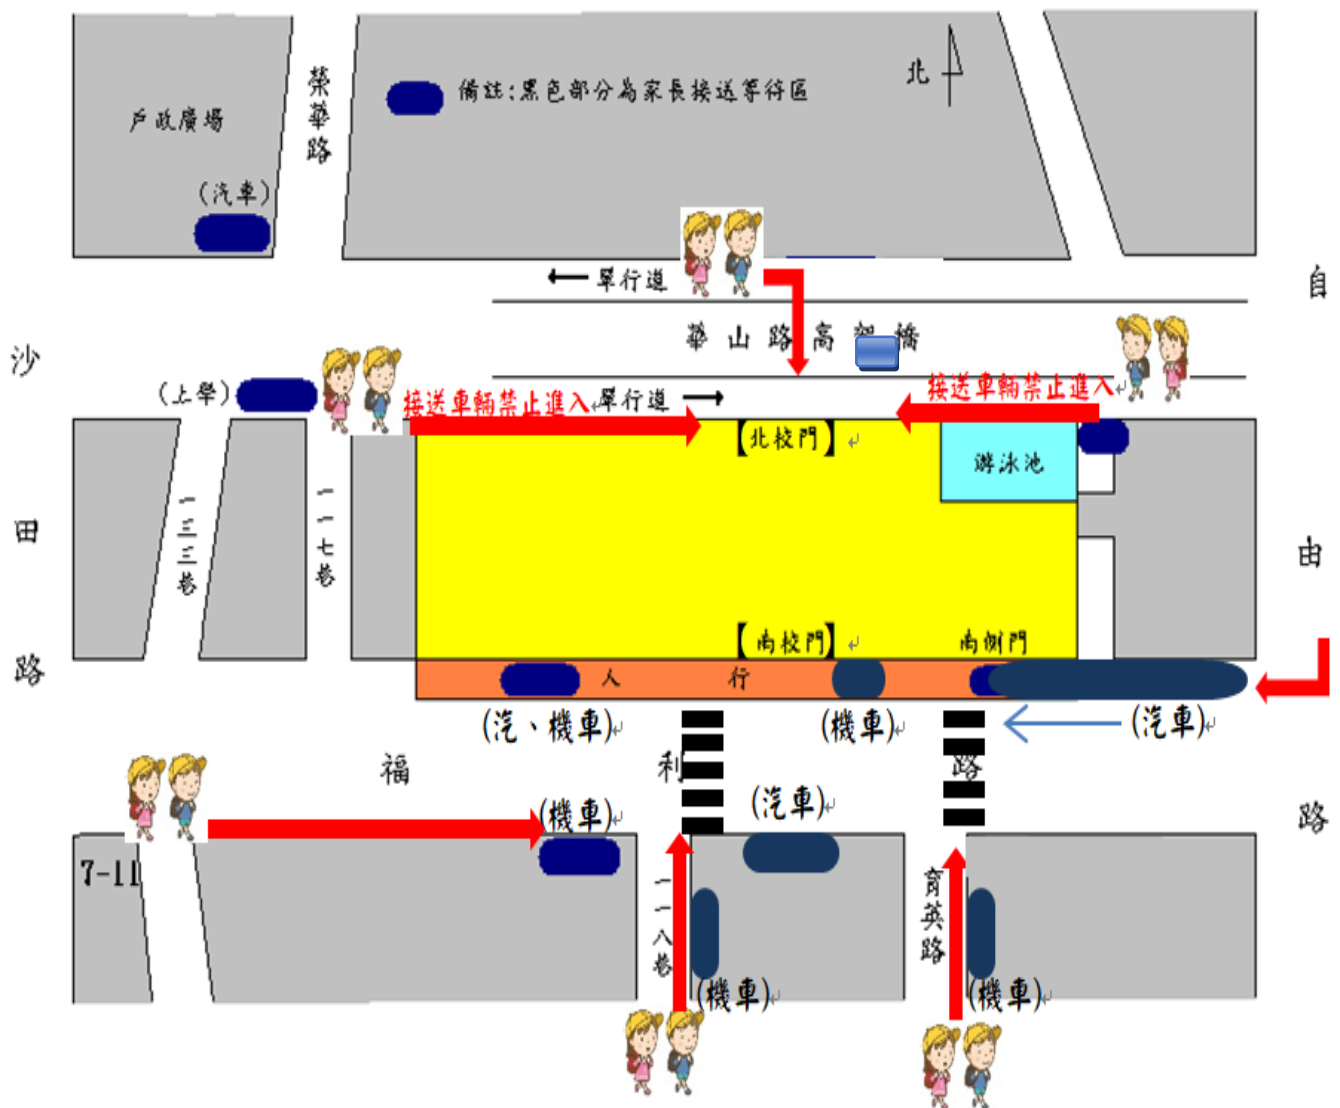 北
備註:黑色部分為家長接送等待區
榮華路
戶政廣場
(汽車)
←單行道
自由路
華山路高架橋
沙田路
(上學)
接送車輛禁止進入
單行道→
接送車輛禁止進入
【北校門】
游泳池
一三三巷
一一七巷
【南校門】
南側門
人行
(汽、機車)
(機車)
(汽車)
福利路
(機車)
(汽車)
7-11
一一八巷
育英路
(機車)
(機車)